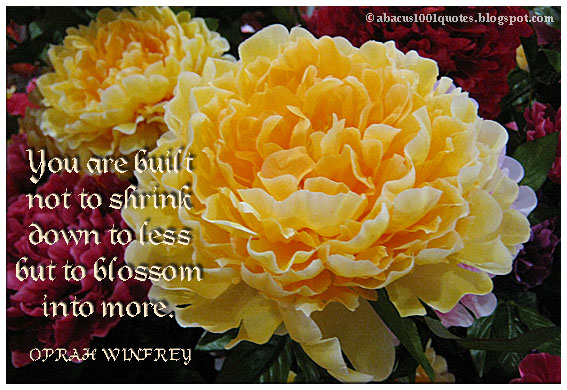 ©abacus1001quotes.blogspot.com
You are built
not to shrink
down to less
but to blossom
into more.
OPRAH WINFREY